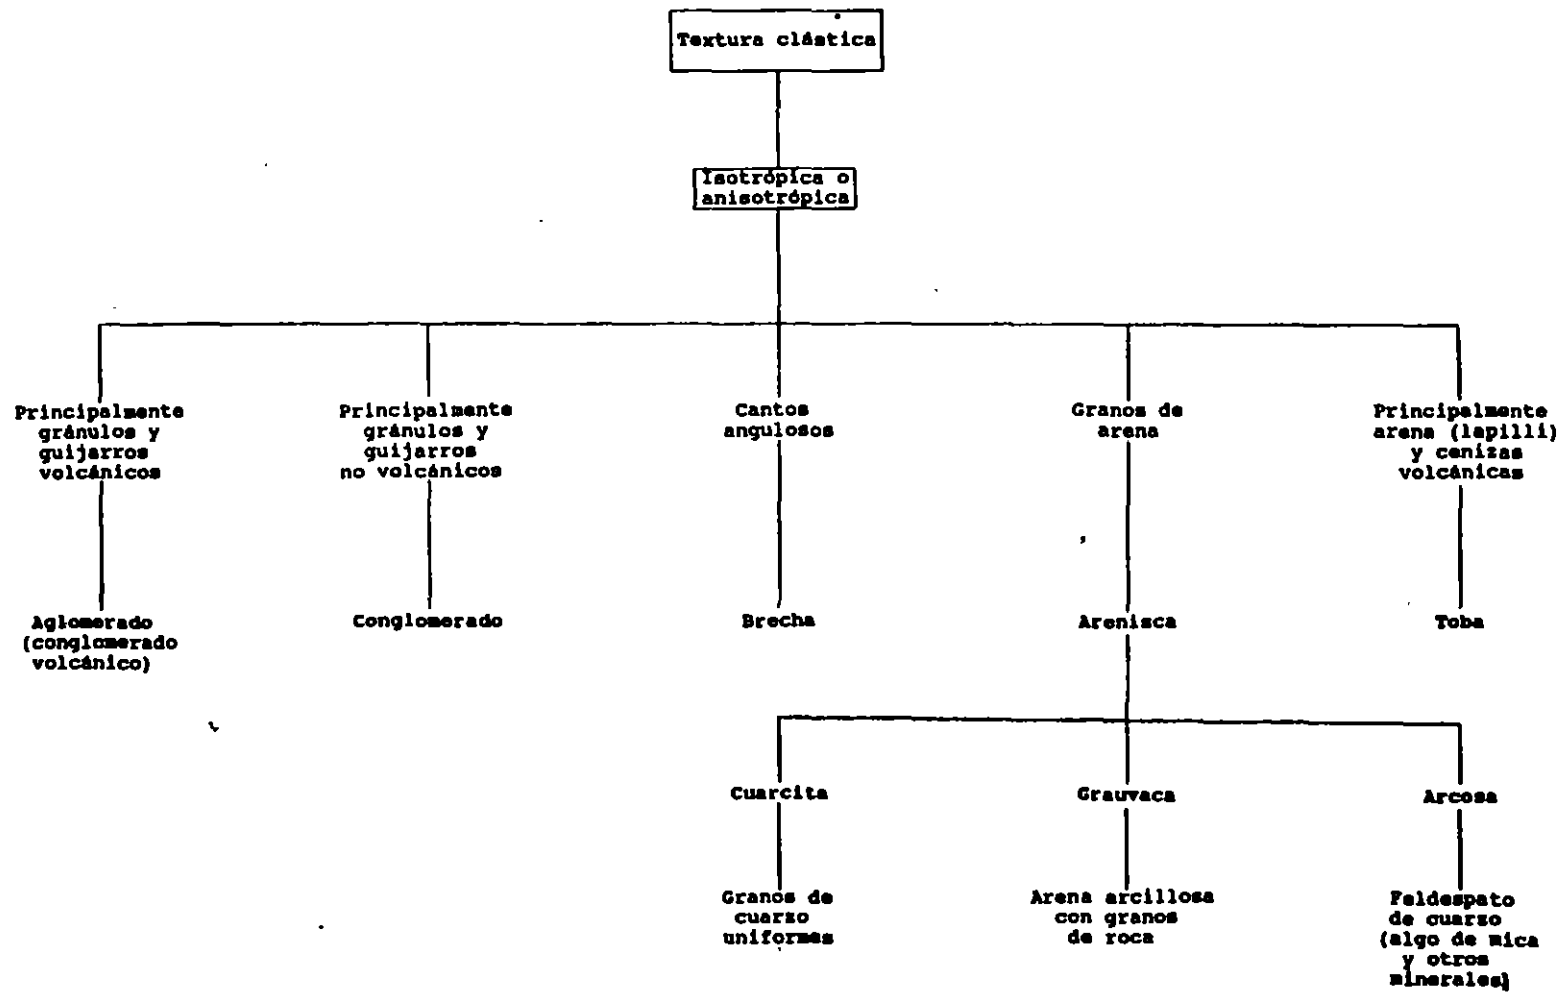 Textura clástica
Isotrópica o
anisotrópica
Principalmente
gránulos y
guijarros
volcánicos
Principalmente
gránulos y
guijarros
no volcánicos
Cantos
angulosos
Granos de
arena
Principalmente
arena (lapilli)
y cenizas
volcánicas
Aglomerado
(conglomerado
volcánico)
Conglomerado
Brecha
Arenisca
Toba
Cuarcita
Grauvaca
Arcosa
Granos de
cuarzo
uniformes
Arena arcillosa
con granos
de roca
Feldespato
de cuarzo
(algo de mica
y otros
minerales)